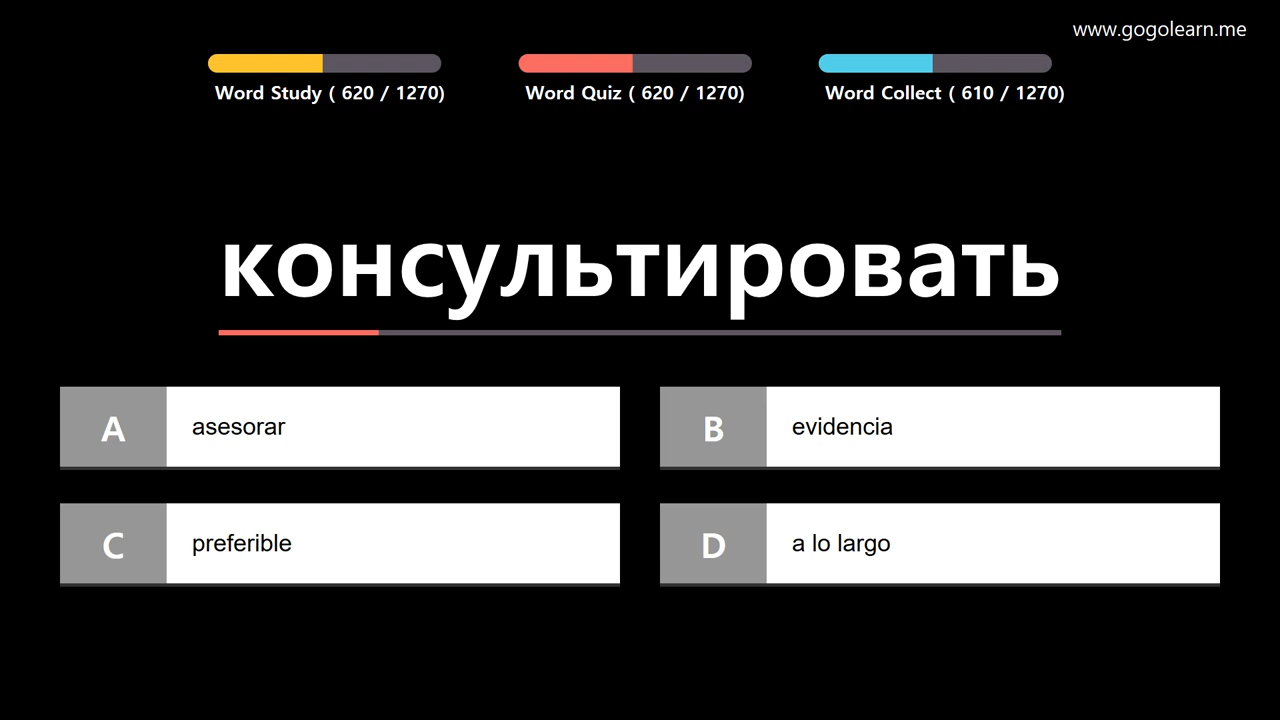 www.gogolearn.me
Word Study ( 620 / 1270)
Word Quiz ( 620 / 1270)
Word Collect ( 610 / 1270)
консультировать
A asesorar
B evidencia
C preferible
D a lo largo